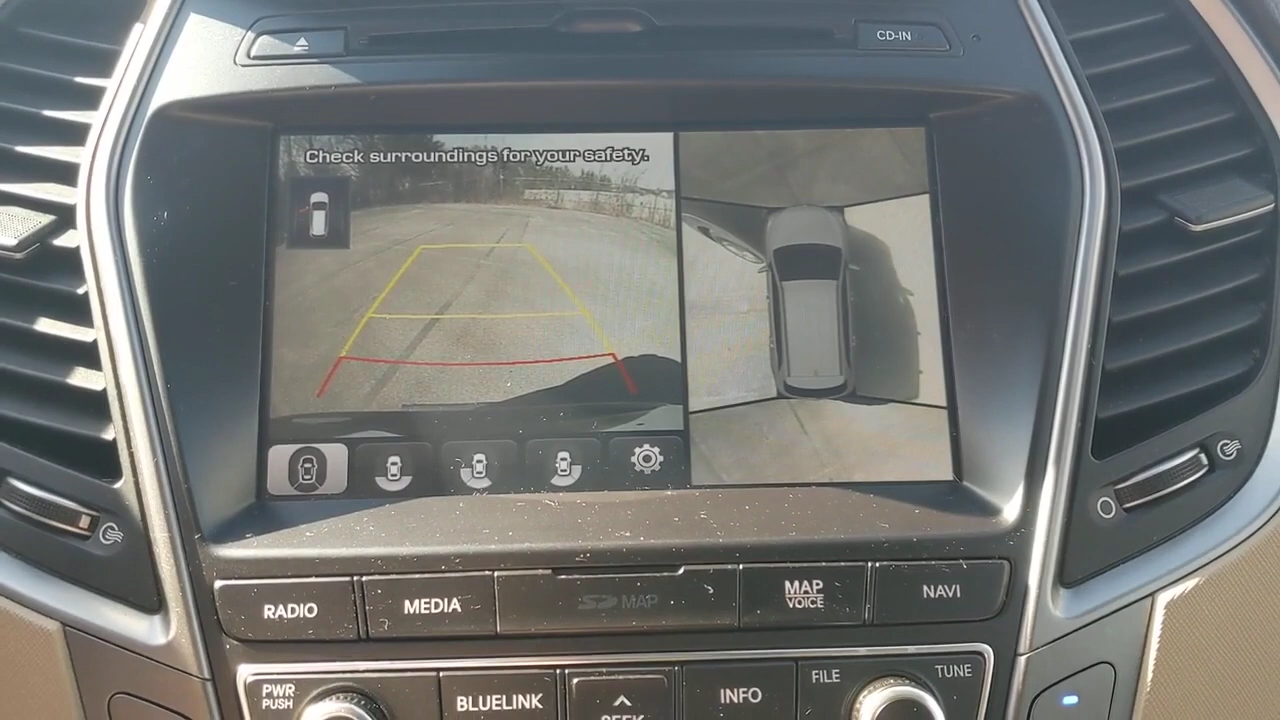 CD-IN
Check surroundings for your safety.
RADIO
MEDIA
SD MAP
MAP
VOICE
NAVI
PWR
PUSH
BLUELINK
SEEK
INFO
FILE
TUNE